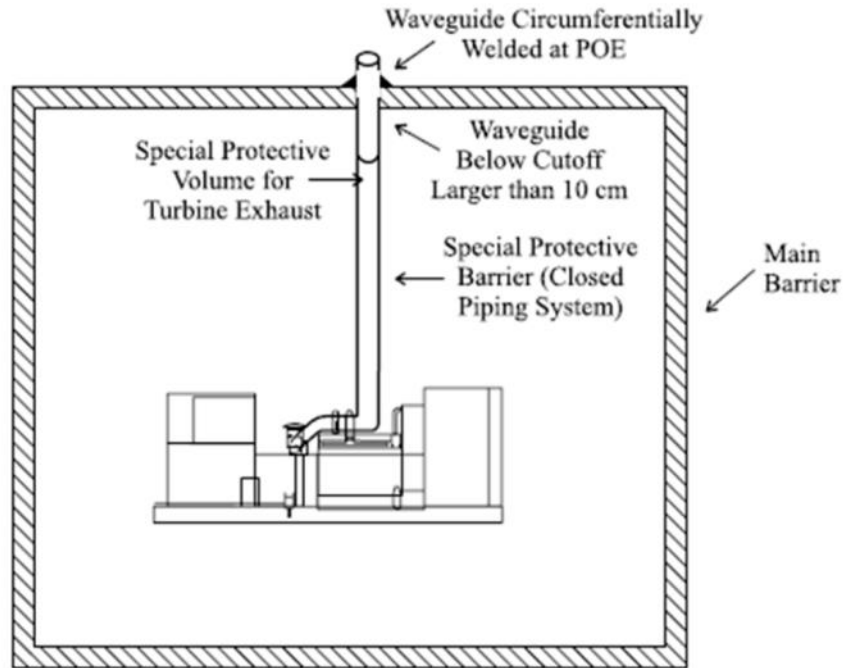 Waveguide Circumferentially
Welded at POE
Special Protective
Volume for
Turbine Exhaust
Waveguide
Below Cutoff
Larger than 10 cm
Special Protective
Barrier (Closed
Piping System)
Main
Barrier